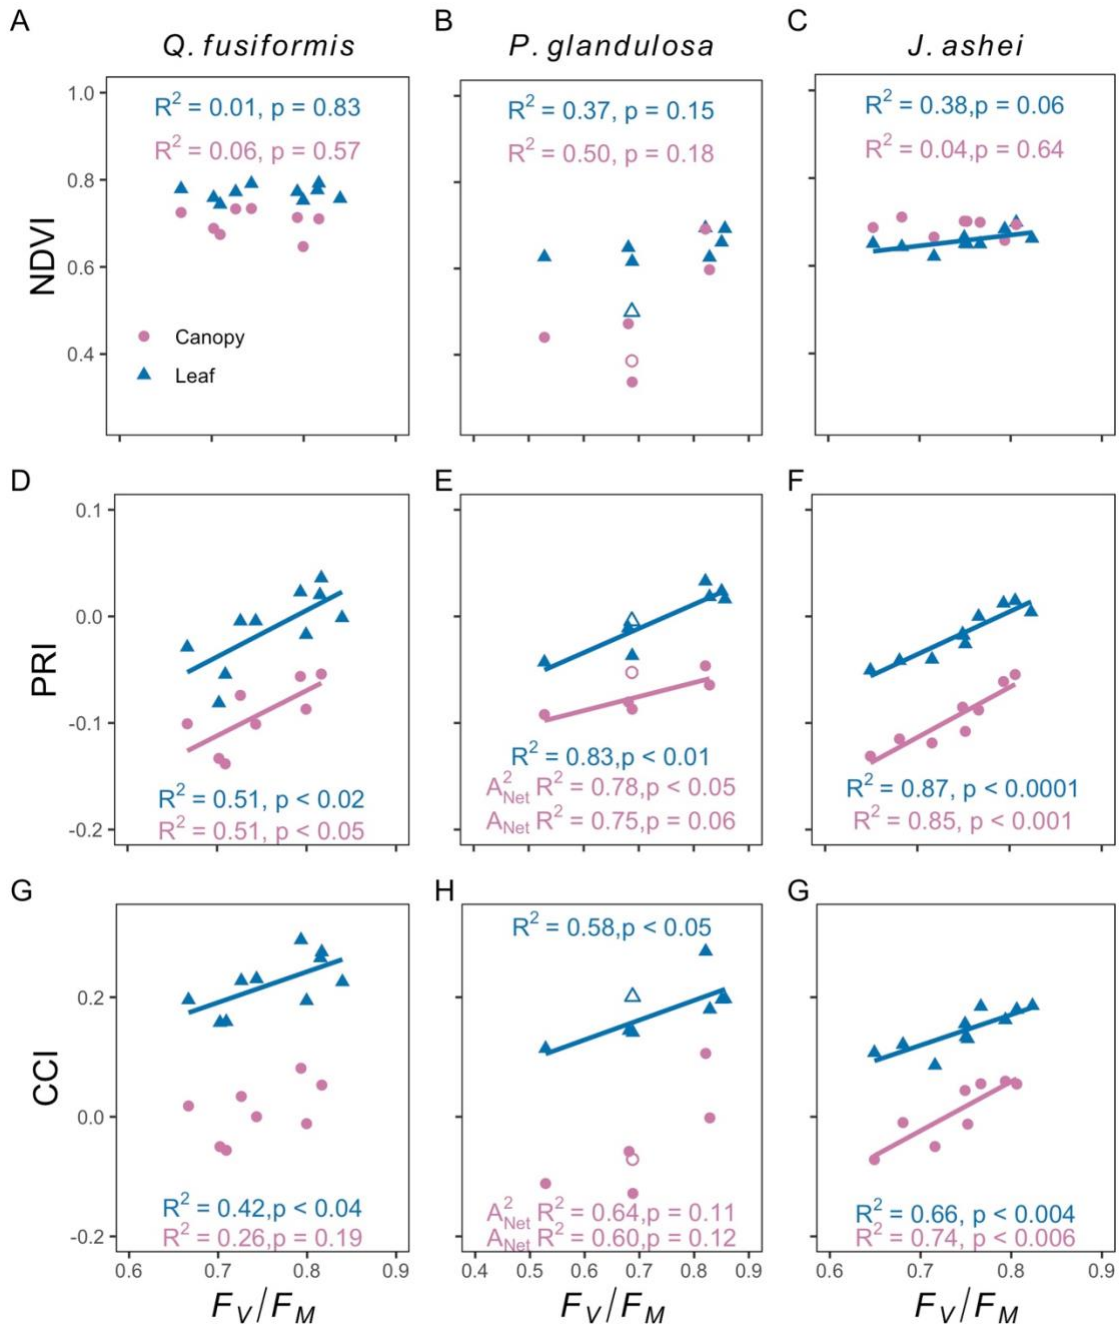 A B C
Q. fusiformis P. glandulosa J. ashei
1.0
0.8
0.6
0.4
NDVI
R² = 0.01, p = 0.83
R² = 0.06, p = 0.57
Canopy
Leaf
R² = 0.37, p = 0.15
R² = 0.50, p = 0.18
R² = 0.38,p = 0.06
R² = 0.04,p = 0.64
D E F
0.1
0.0
-0.1
-0.2
PRI
R² = 0.51, p < 0.02
R² = 0.51, p < 0.05
R² = 0.83,p < 0.01
A²Net R² = 0.78,p < 0.05
ANet R² = 0.75,p = 0.06
R² = 0.87, p < 0.0001
R² = 0.85, p < 0.001
G H G
0.2
0.0
-0.2
CCI
R² = 0.42,p < 0.04
R² = 0.26,p = 0.19
R² = 0.58,p < 0.05
A²Net R² = 0.64,p = 0.11
ANet R² = 0.60,p = 0.12
R² = 0.66, p < 0.004
R² = 0.74, p < 0.006
0.6 0.7 0.8 0.9 0.4 0.5 0.6 0.7 0.8 0.9 0.6 0.7 0.8 0.9
FV/FM FV/FM FV/FM